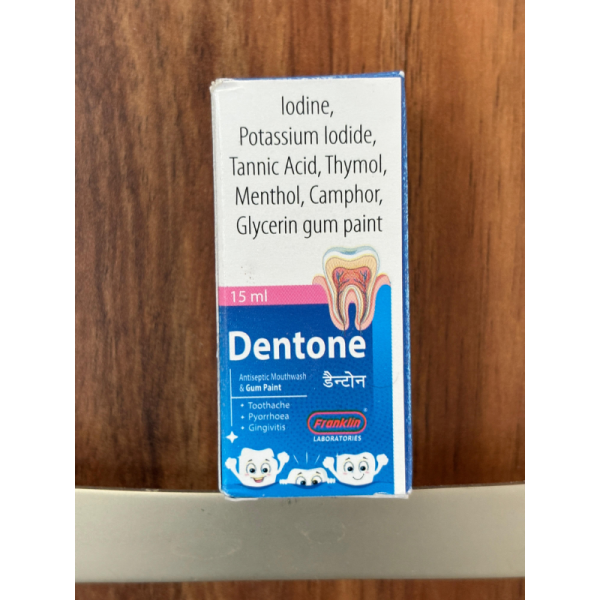 Iodine,
Potassium Iodide,
Tannic Acid, Thymol,
Menthol, Camphor,
Glycerin gum paint
15 ml
Dentone
Antiseptic Mouthwash
& Gum Paint
डैन्टोन
• Toothache
• Pyorrhoea
• Gingivitis
Franklin®
LABORATORIES